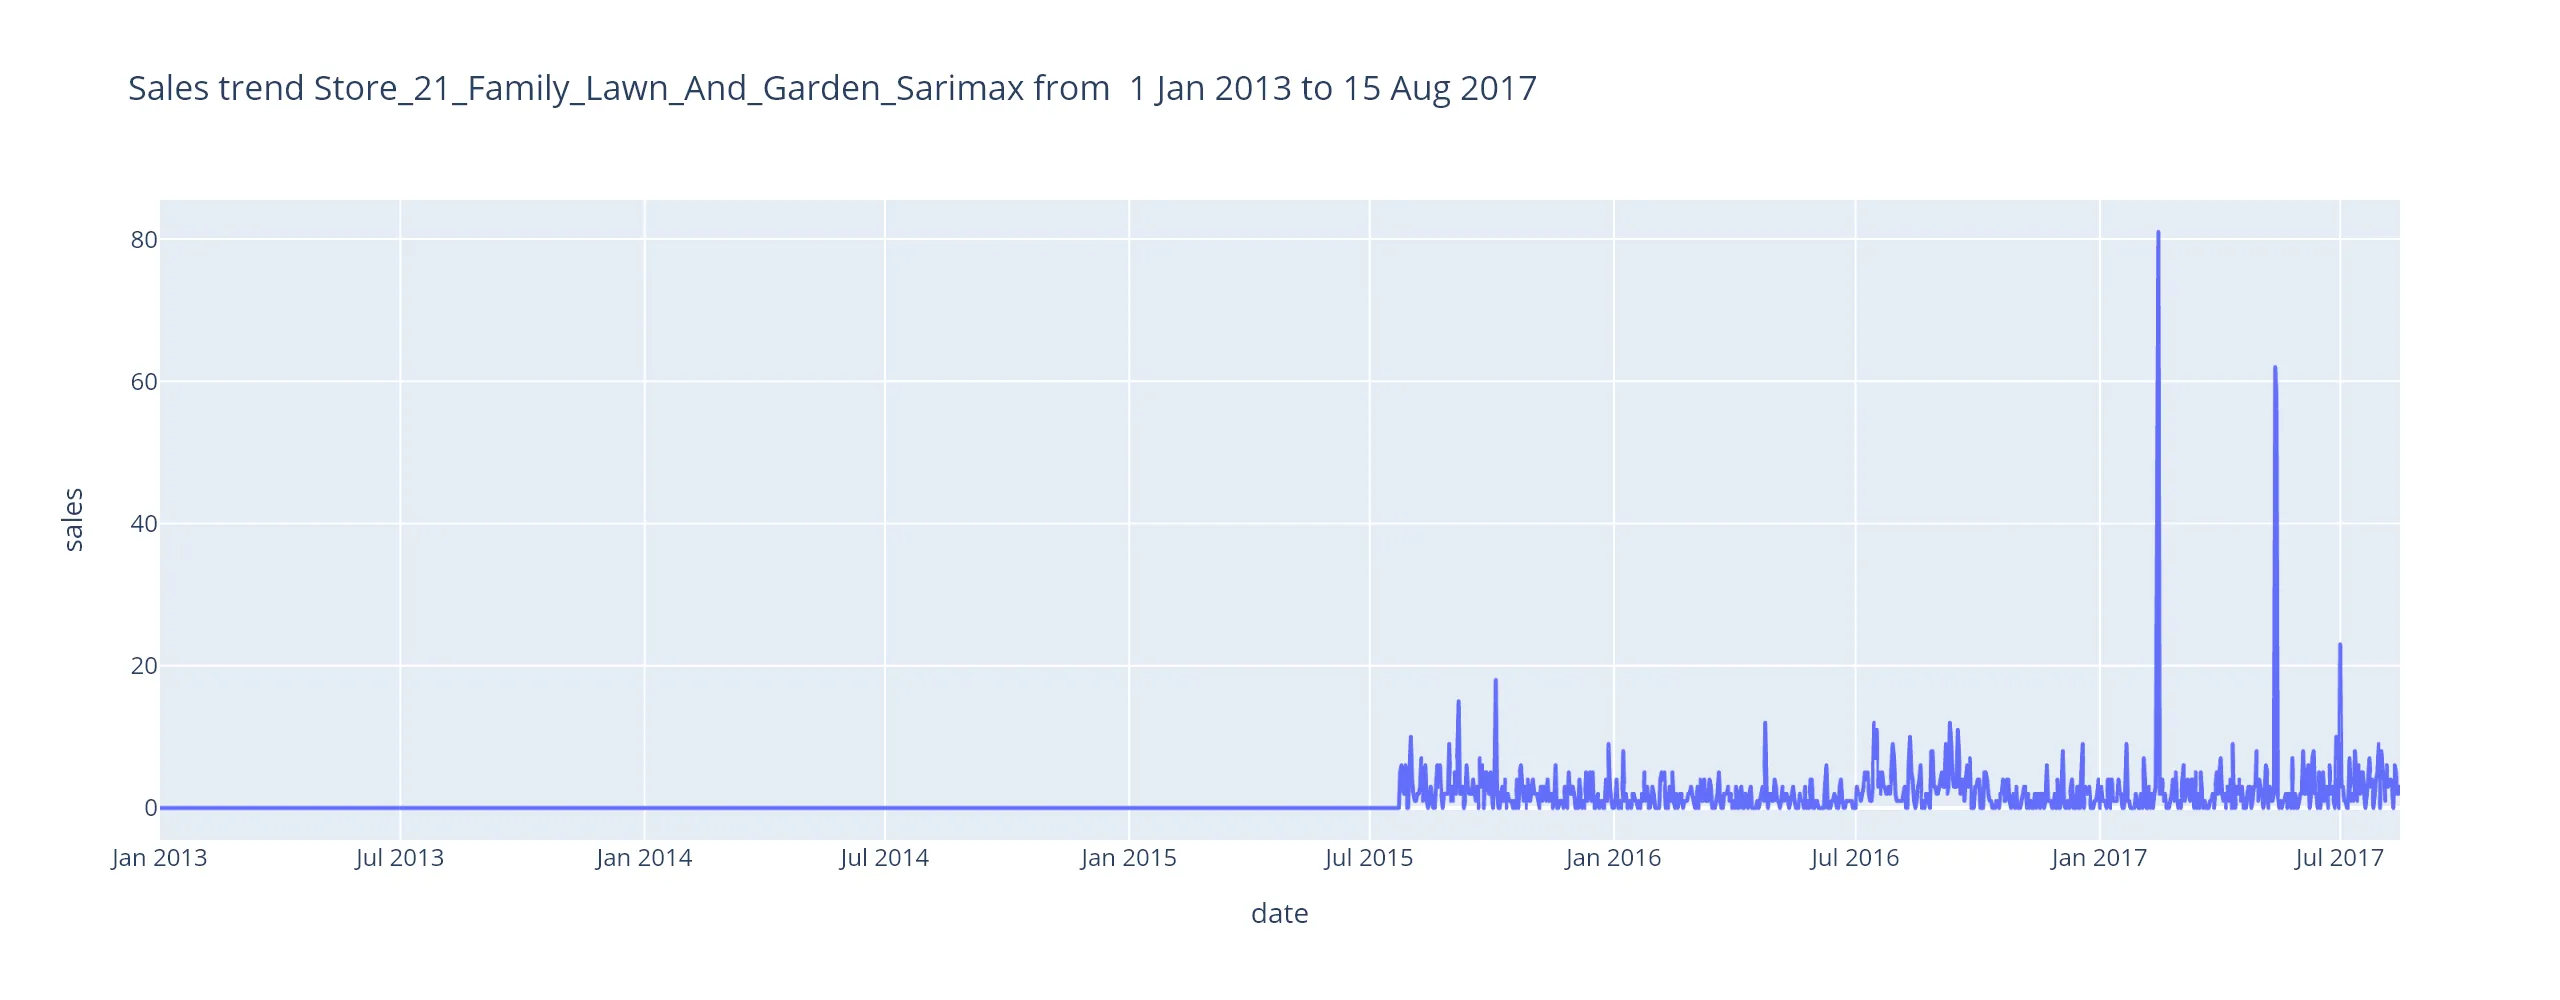 Sales trend Store_21_Family_Lawn_And_Garden_Sarimax from  1 Jan 2013 to 15 Aug 2017
80
60
40
20
0
sales
Jan 2013 Jul 2013 Jan 2014 Jul 2014 Jan 2015 Jul 2015 Jan 2016 Jul 2016 Jan 2017 Jul 2017
date